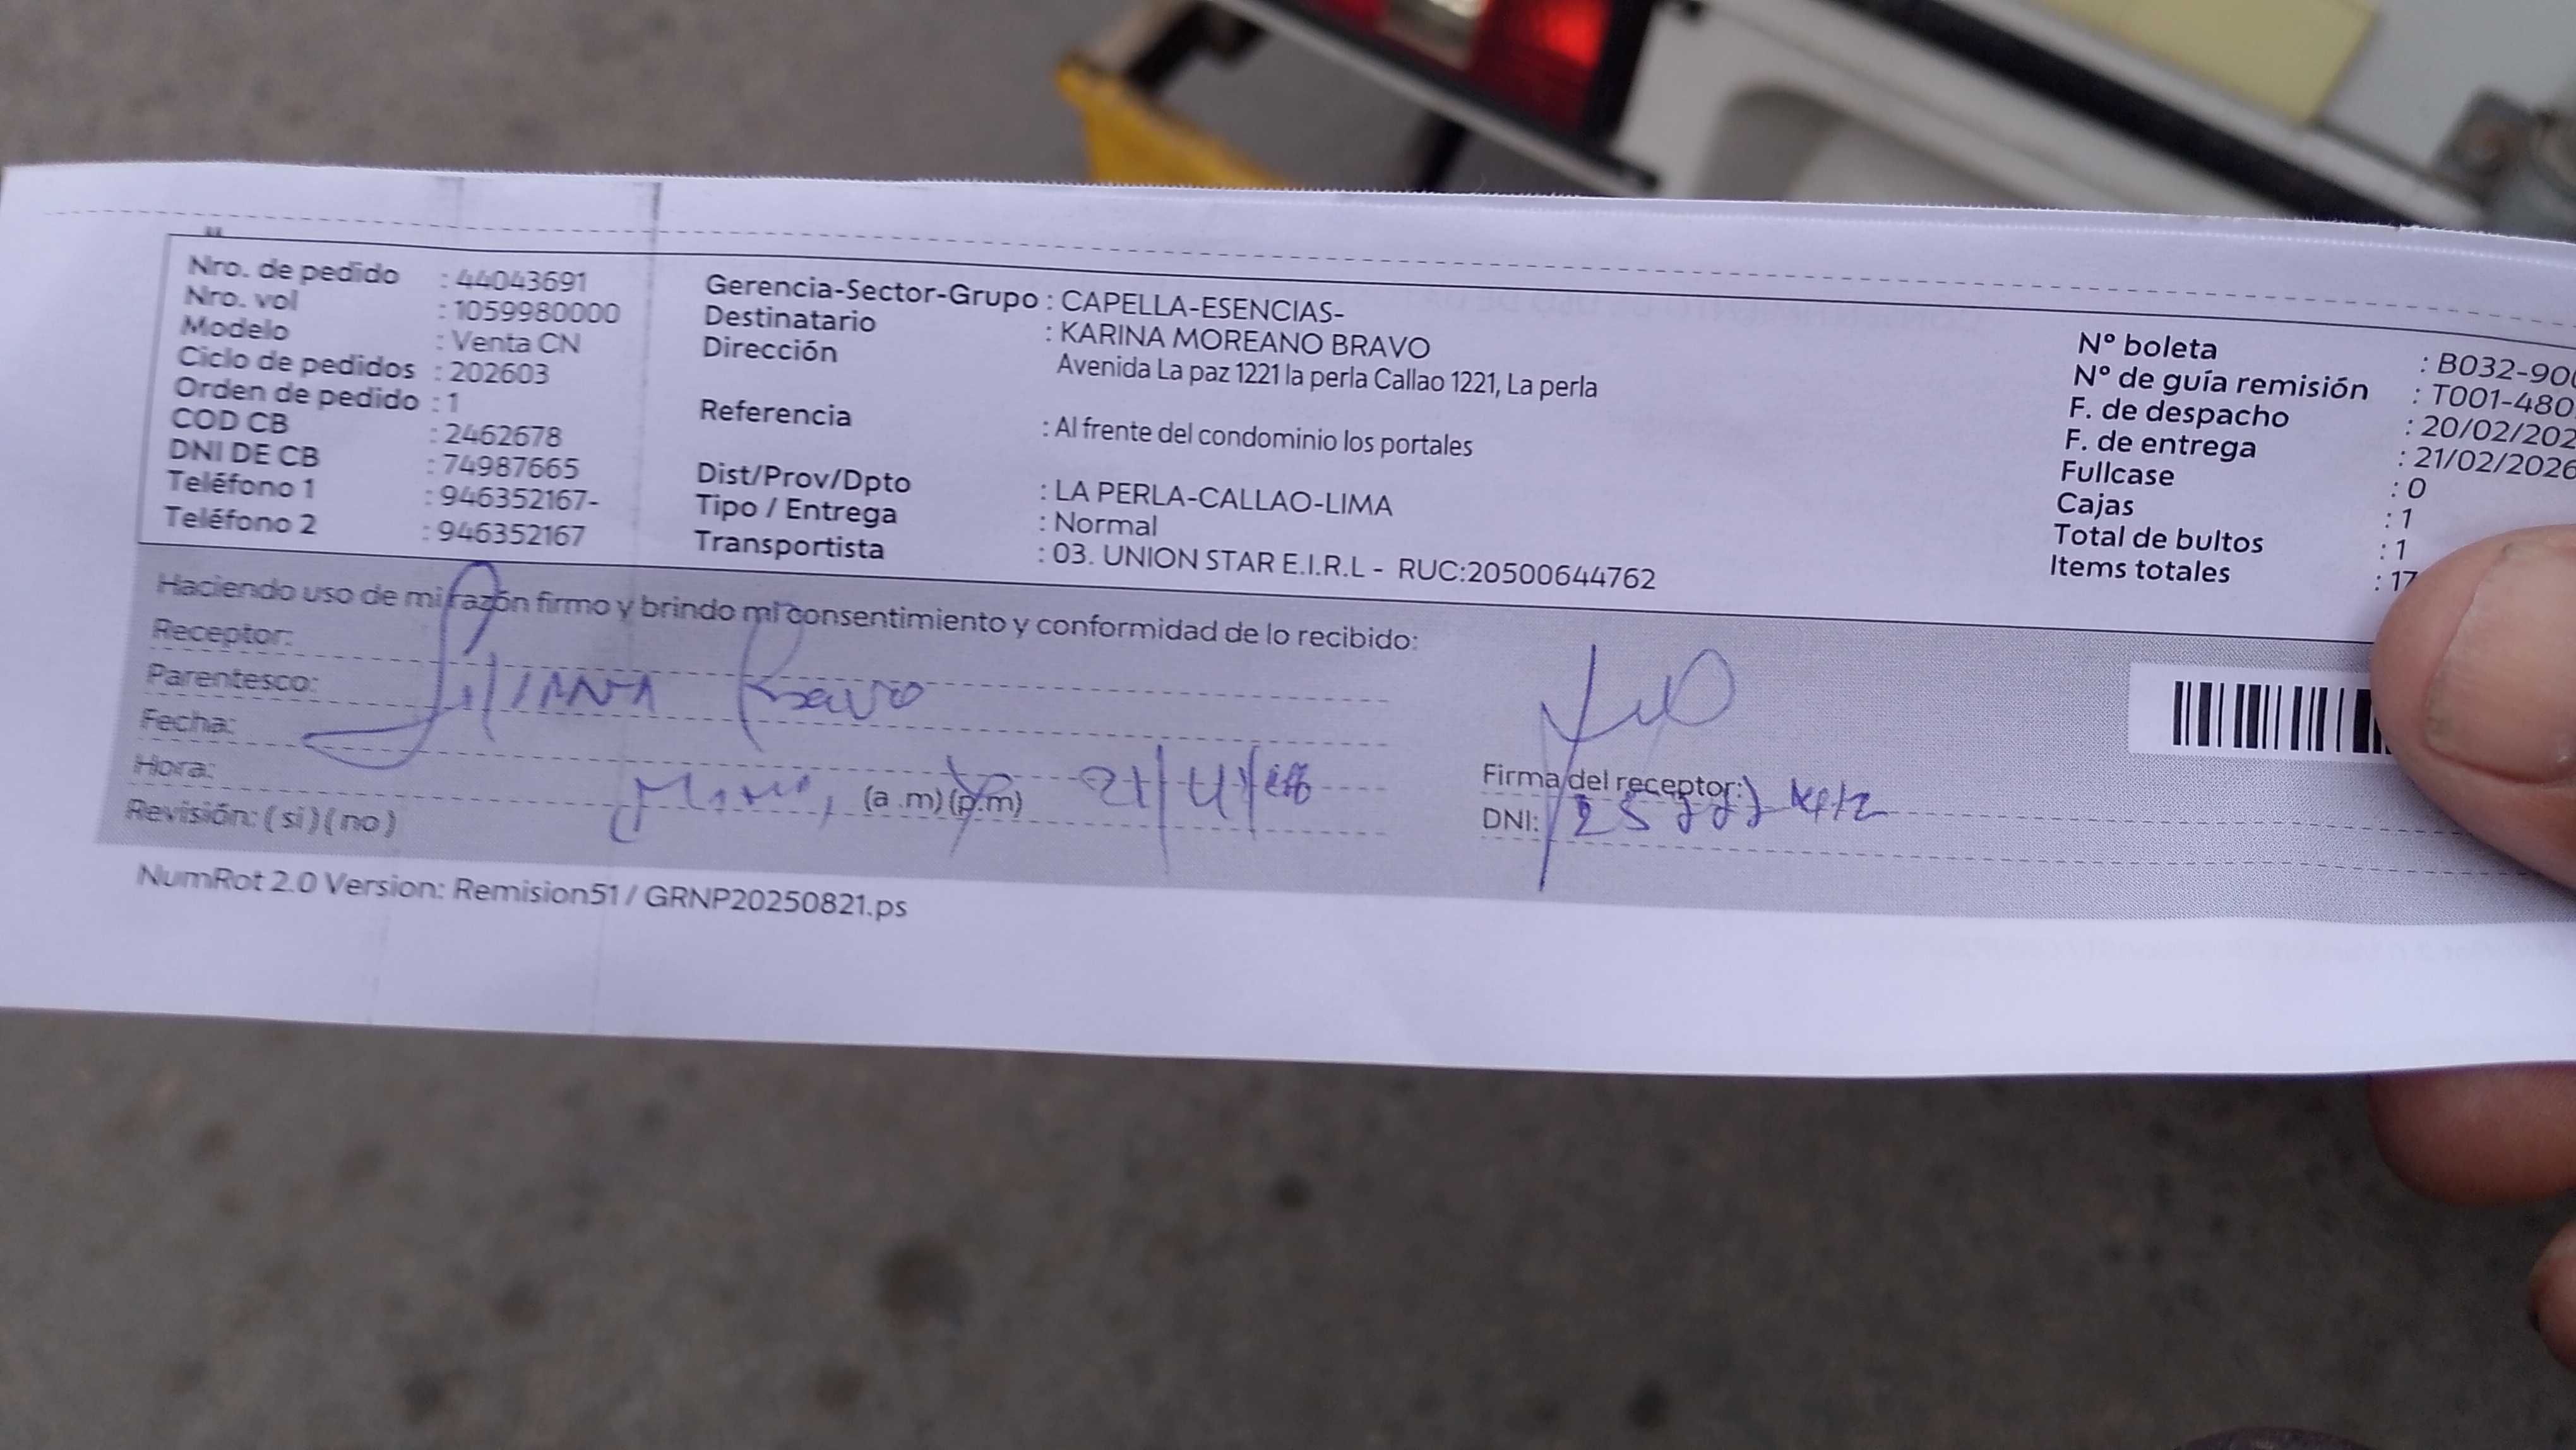 Nro. de pedido : 44043691
Nro. vol : 1059980000
Modelo : Venta CN
Ciclo de pedidos : 202603
Orden de pedido : 1
COD CB : 2462678
DNI DE CB : 74987665
Teléfono 1 : 946352167-
Teléfono 2 : 946352167
Gerencia-Sector-Grupo : CAPELLA-ESENCIAS-
Destinatario : KARINA MOREANO BRAVO
Dirección Avenida La paz 1221 la perla Callao 1221, La perla
Referencia : Al frente del condominio los portales
Dist/Prov/Dpto : LA PERLA-CALLAO-LIMA
Tipo / Entrega : Normal
Transportista : 03. UNION STAR E.I.R.L - RUC:20500644762
N° boleta : B032-90
N° de guía remisión : T001-480
F. de despacho : 20/02/202
F. de entrega : 21/02/2026
Fullcase : 0
Cajas : 1
Total de bultos : 1
Items totales : 17
Haciendo uso de mi razón firmo y brindo mi consentimiento y conformidad de lo recibido:
Receptor:
Parentesco: LILIANA Bravo
Fecha:
Hora: (a .m) (p.m)
Revisión: ( si ) ( no )
Firma del receptor:
DNI:
NumRot 2.0 Version: Remision51 / GRNP20250821.ps